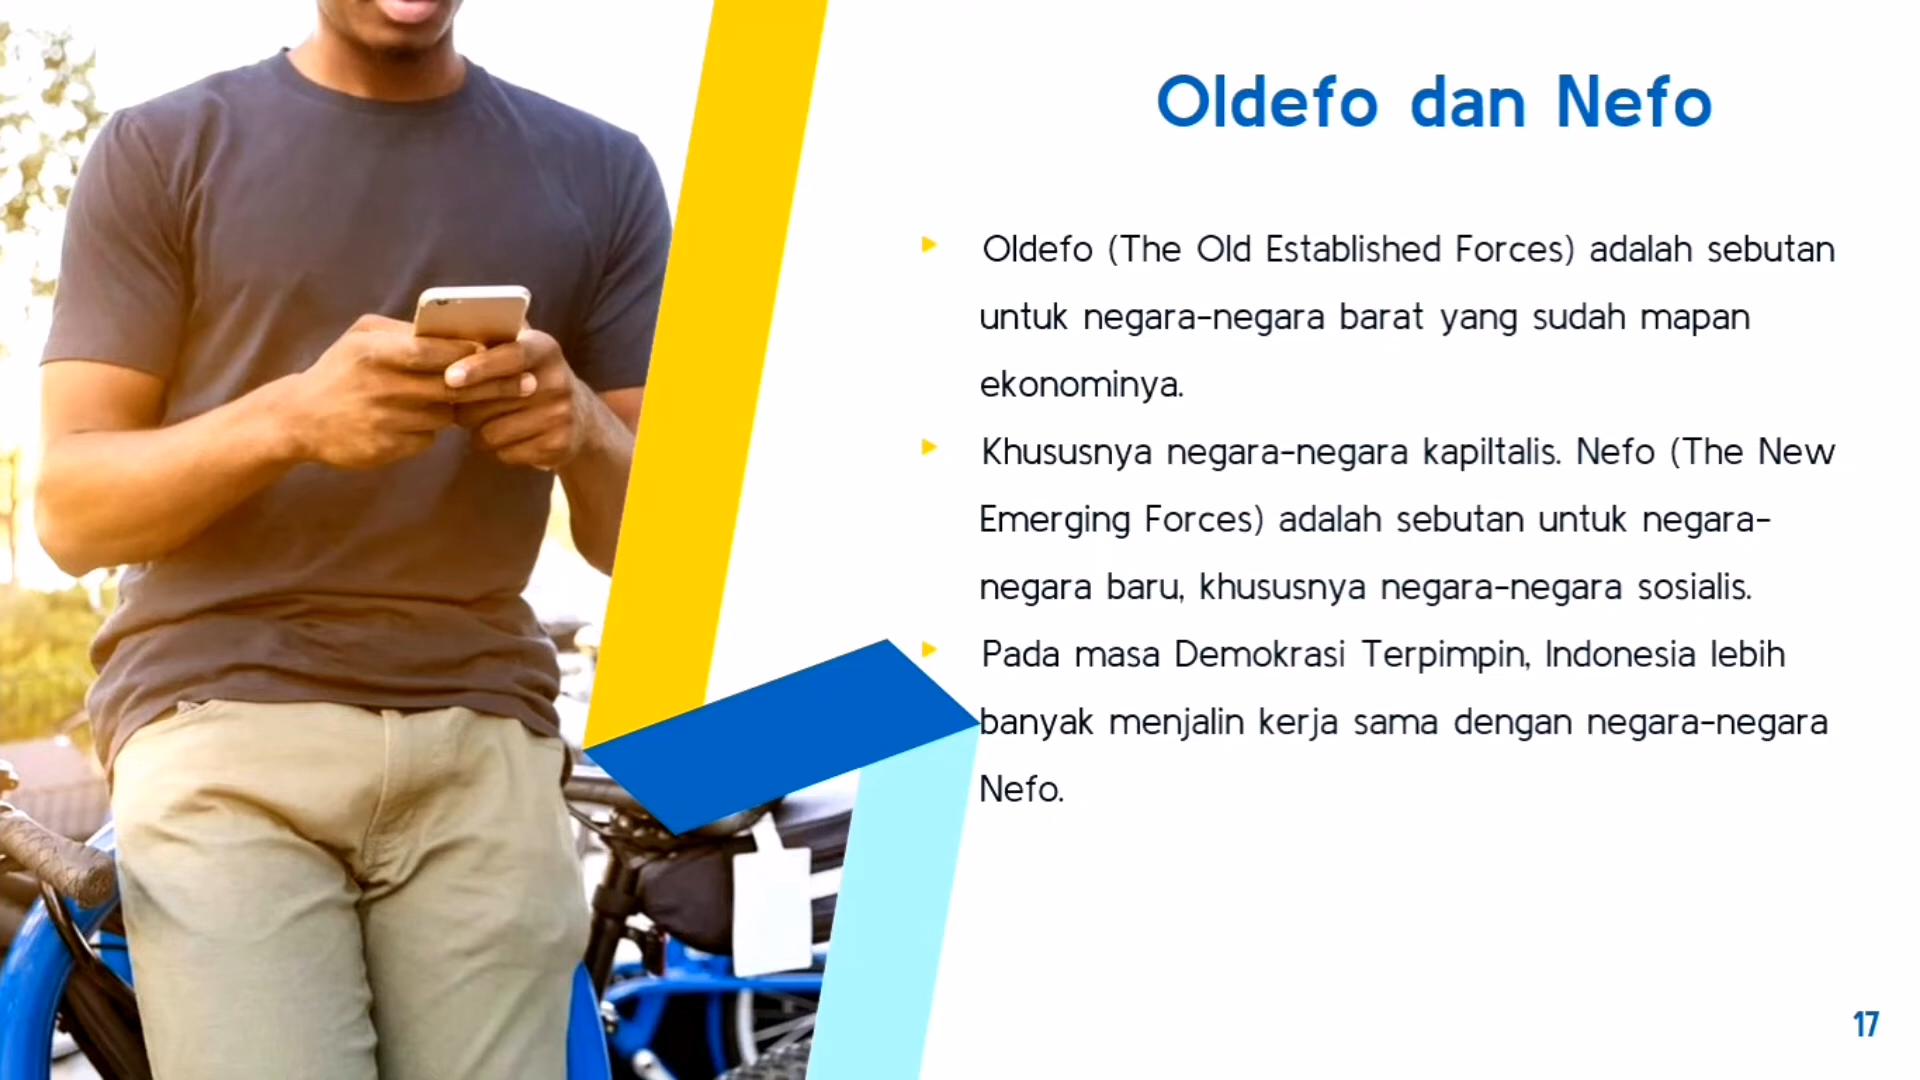 Oldefo dan Nefo
Oldefo (The Old Established Forces) adalah sebutan
untuk negara-negara barat yang sudah mapan
ekonominya.
Khususnya negara-negara kapiltalis. Nefo (The New
Emerging Forces) adalah sebutan untuk negara-
negara baru, khususnya negara-negara sosialis.
Pada masa Demokrasi Terpimpin, Indonesia lebih
banyak menjalin kerja sama dengan negara-negara
Nefo.
17